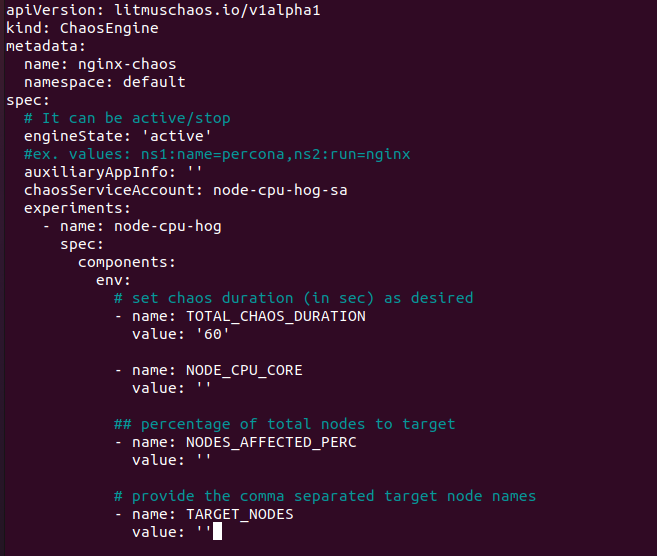 apiVersion: litmuschaos.io/v1alpha1
kind: ChaosEngine
metadata:
  name: nginx-chaos
  namespace: default
spec:
  # It can be active/stop
  engineState: 'active'
  #ex. values: ns1:name=percona,ns2:run=nginx
  auxiliaryAppInfo: ''
  chaosServiceAccount: node-cpu-hog-sa
  experiments:
    - name: node-cpu-hog
      spec:
        components:
          env:
            # set chaos duration (in sec) as desired
            - name: TOTAL_CHAOS_DURATION
              value: '60'

            - name: NODE_CPU_CORE
              value: ''

            ## percentage of total nodes to target
            - name: NODES_AFFECTED_PERC
              value: ''

            # provide the comma separated target node names
            - name: TARGET_NODES
              value: ''